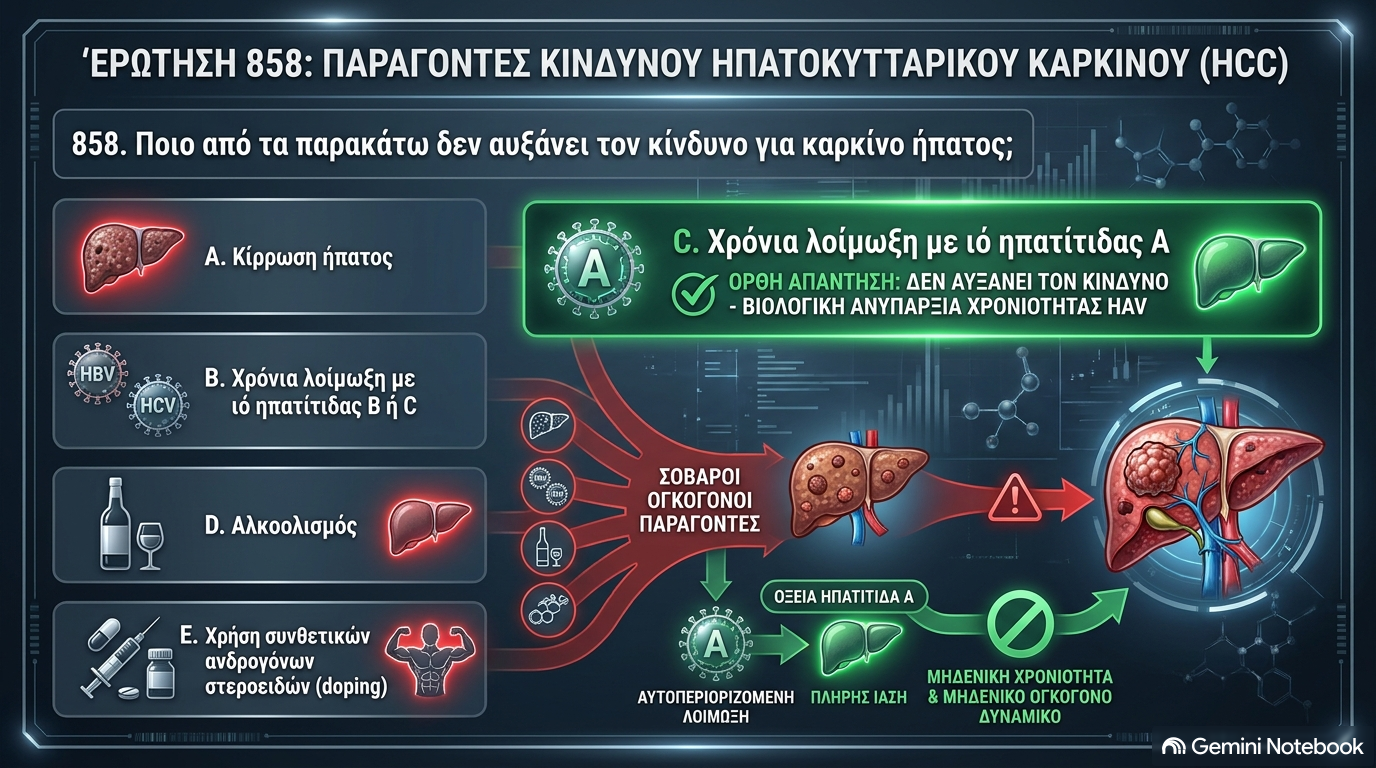 Έρωτηση 858: ΠΑΡΑΓΟΝΤΕΣ ΚΙΝΔΥΝΟΥ ΗΠΑΤΟΚΥΤΤΑΡΙΚΟΥ ΚΑΡΚΙΝΟΥ (HCC)
858. Ποιο από τα παρακάτω δεν αυξάνει τον κίνδυνο για καρκίνο ήπατος;
A. Κίρρωση ήπατος
HBV
HCV
B. Χρόνια λοίμωξη με
ιό ηπατίτιδας B ή C
D. Αλκοολισμός
E. Χρήση συνθετικών
ανδρογόνων
στεροειδών (doping)
A
C. Χρόνια λοίμωξη με ιό ηπατίτιδας A
ΟΡΘΗ ΑΠΑΝΤΗΣΗ: ΔΕΝ ΑΥΞΑΝΕΙ ΤΟΝ ΚΙΝΔΥΝΟ
- ΒΙΟΛΟΓΙΚΗ ΑΝΥΠΑΡΞΙΑ ΧΡΟΝΙΟΤΗΤΑΣ HAV
ΣΟΒΑΡΟΙ
ΟΓΚΟΓΟΝΟΙ
ΠΑΡΑΓΟΝΤΕΣ
ΟΞΕΙΑ ΗΠΑΤΙΤΙΔΑ A
A
ΑΥΤΟΠΕΡΙΟΡΙΖΟΜΕΝΗ
ΛΟΙΜΩΞΗ
ΠΛΗΡΗΣ ΙΑΣΗ
ΜΗΔΕΝΙΚΗ ΧΡΟΝΙΟΤΗΤΑ
& ΜΗΔΕΝΙΚΟ ΟΓΚΟΓΟΝΟ
ΔΥΝΑΜΙΚΟ
Gemini Notebook